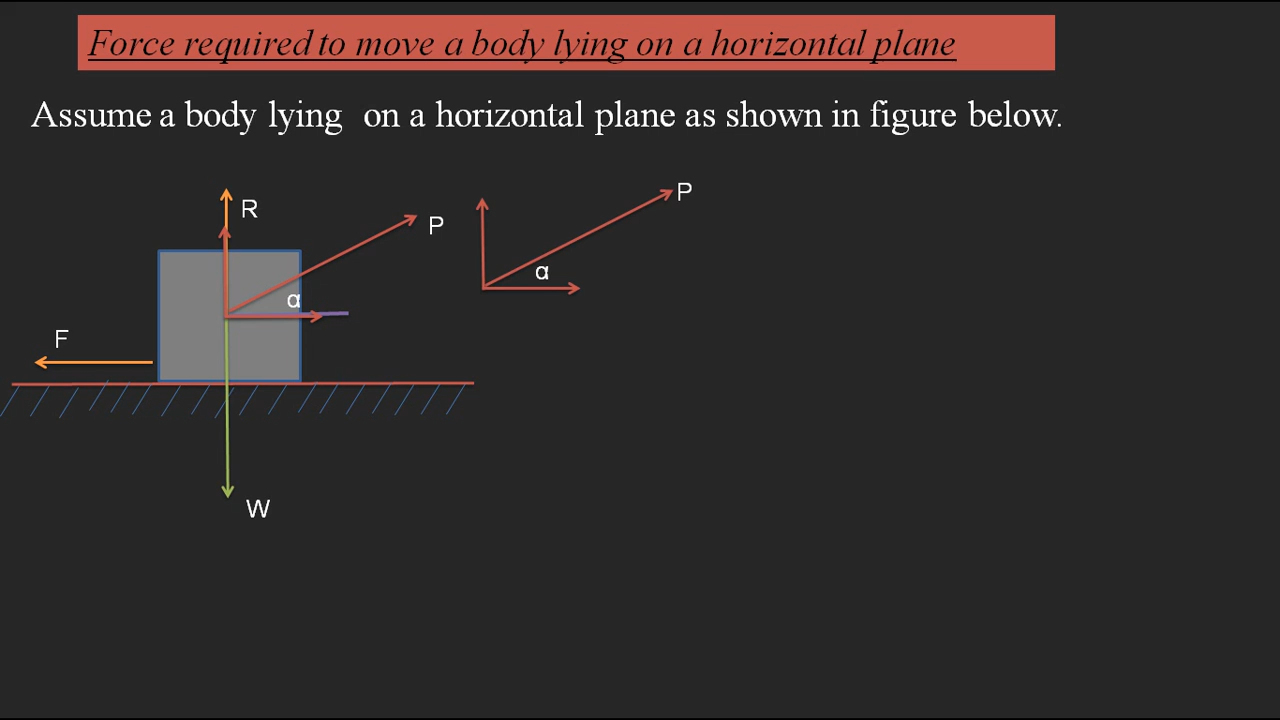 Force required to move a body lying on a horizontal plane
Assume a body lying on a horizontal plane as shown in figure below.
R
P
α
F
W
P
α